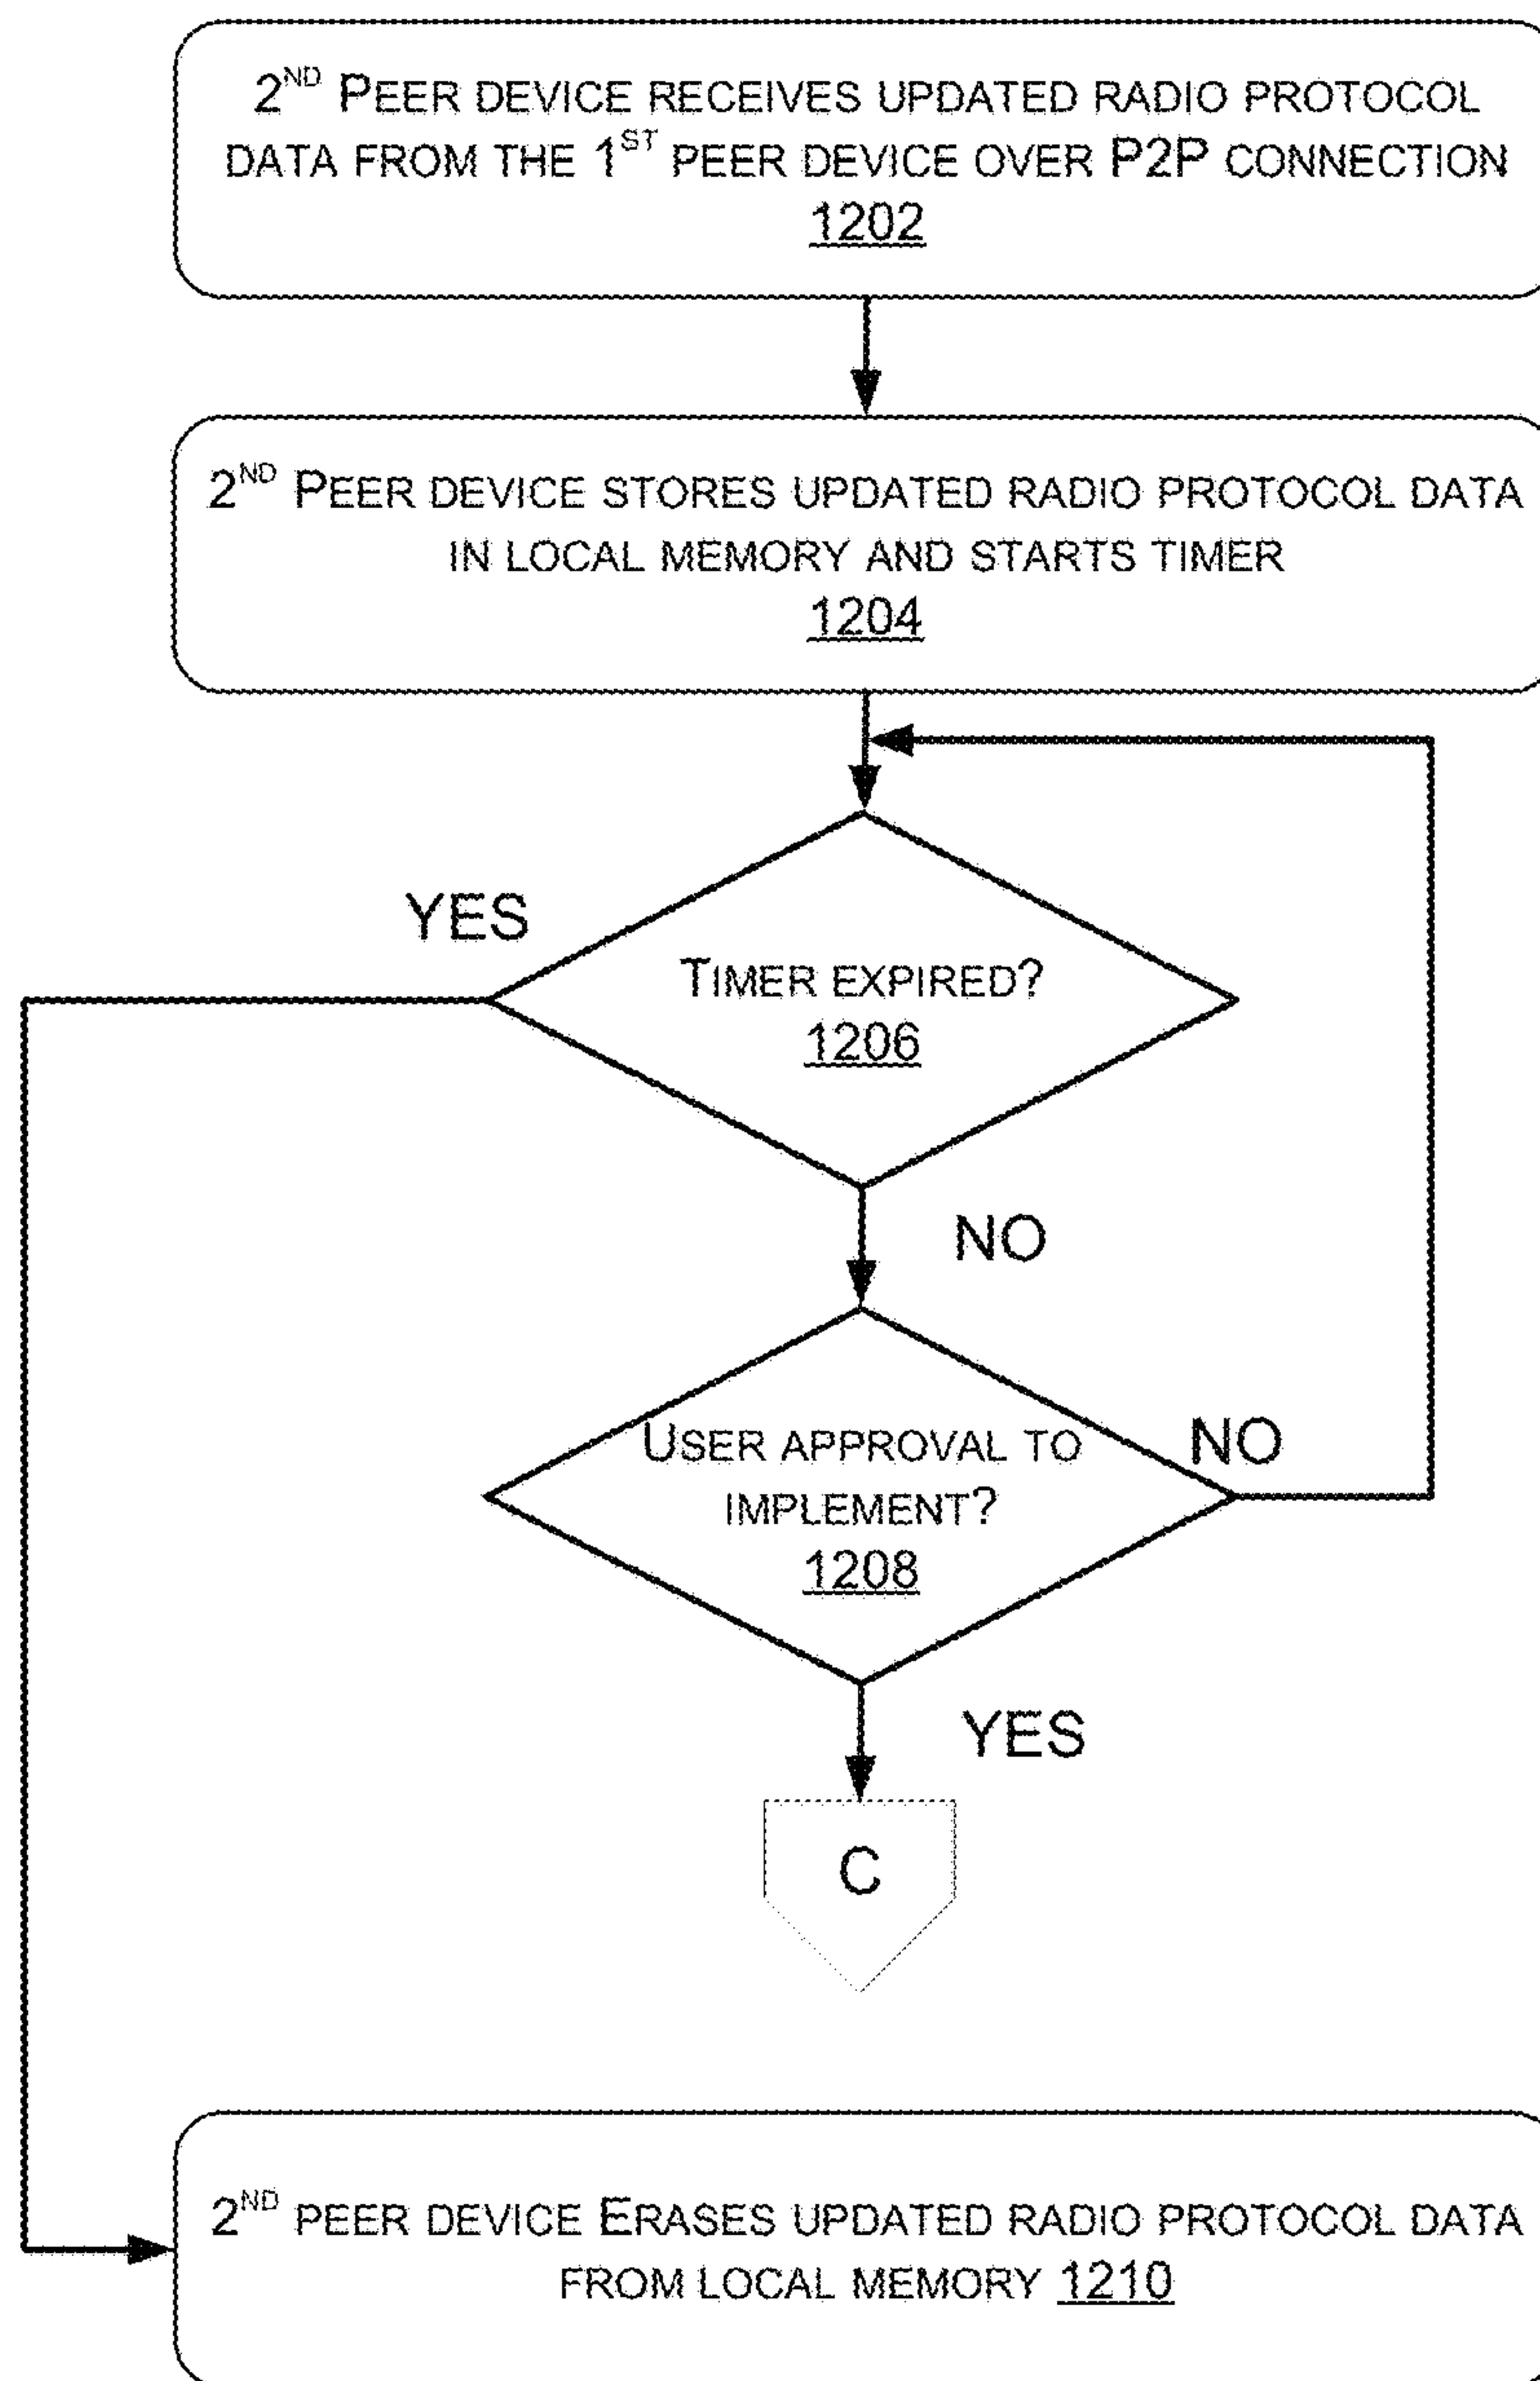 2ND PEER DEVICE RECEIVES UPDATED RADIO PROTOCOL
DATA FROM THE 1ST PEER DEVICE OVER P2P CONNECTION
1202
2ND PEER DEVICE STORES UPDATED RADIO PROTOCOL DATA
IN LOCAL MEMORY AND STARTS TIMER
1204
YES
TIMER EXPIRED?
1206
NO
USER APPROVAL TO
IMPLEMENT?
1208
NO
YES
C
2ND PEER DEVICE ERASES UPDATED RADIO PROTOCOL DATA
FROM LOCAL MEMORY 1210